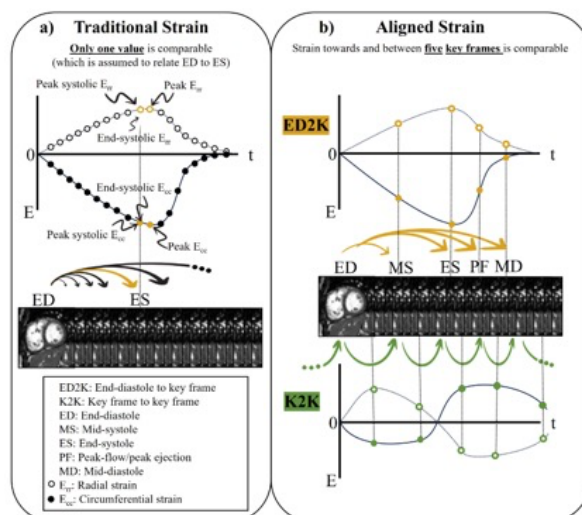 a) Traditional Strain
Only one value is comparable
(which is assumed to relate ED to ES)
Peak systolic Err
Peak Err
End-systolic Err
0
t
End-systolic Ecc
E
Peak systolic Ecc
Peak Ecc
ED
ES
ED2K: End-diastole to key frame
K2K: Key frame to key frame
ED: End-diastole
MS: Mid-systole
ES: End-systole
PF: Peak-flow/peak ejection
MD: Mid-diastole
Err: Radial strain
Ecc: Circumferential strain
b) Aligned Strain
Strain towards and between five key frames is comparable
ED2K
0
t
E
ED
MS
ES
PF
MD
K2K
0
t
E